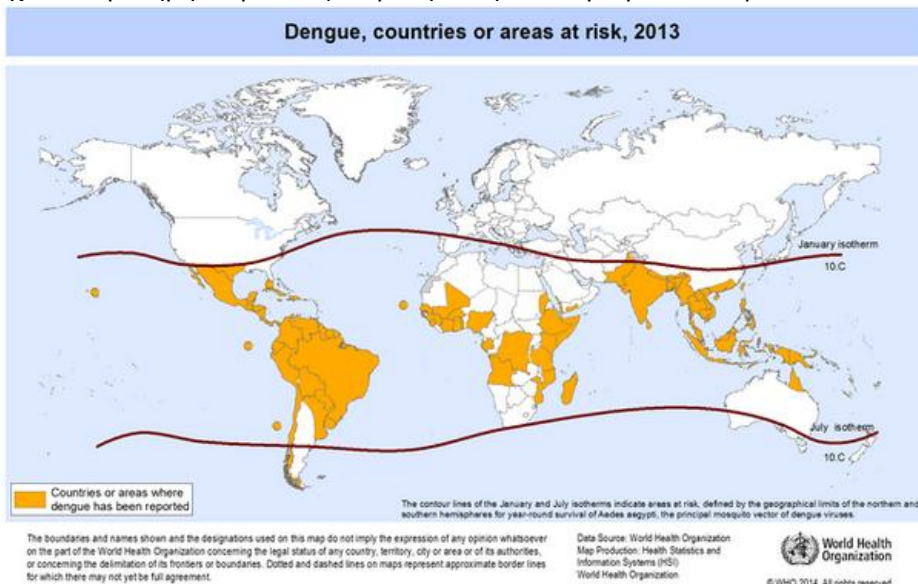 Dengue, countries or areas at risk, 2013
January isotherm
10.C
July isotherm
10.C
Countries or areas where
dengue has been reported
The contour lines of the January and July isotherms indicate areas at risk, defined by the geographical limits of the northern and
southern hemispheres for year-round survival of Aedes aegypti, the principal mosquito vector of dengue viruses.
The boundaries and names shown and the designations used on this map do not imply the expression of any opinion whatsoever
on the part of the World Health Organization concerning the legal status of any country, territory, city or area or of its authorities,
or concerning the delimitation of its frontiers or boundaries. Dotted and dashed lines on maps represent approximate border lines
for which there may not yet be full agreement.
Data Source: World Health Organization
Map Production: Health Statistics and
Information Systems (HSI)
World Health Organization
World Health
Organization
© WHO 2014. All rights reserved